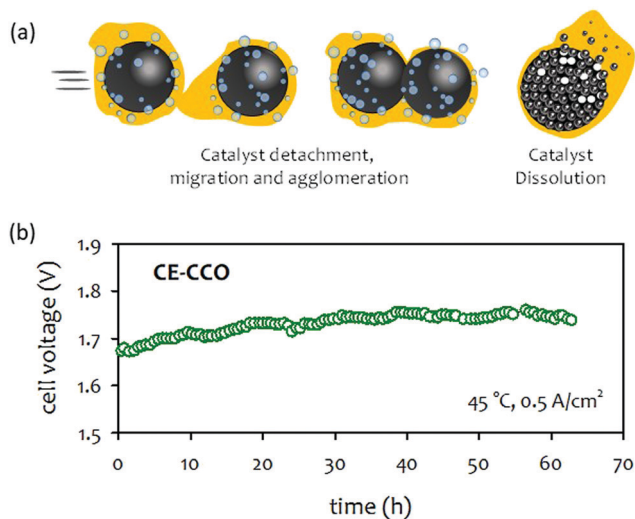 (a)
Catalyst detachment,
migration and agglomeration
Catalyst
Dissolution
(b)
CE-CCO
cell voltage (V)
1.9
1.8
1.7
1.6
1.5
45 °C, 0.5 A/cm²
0 10 20 30 40 50 60 70
time (h)